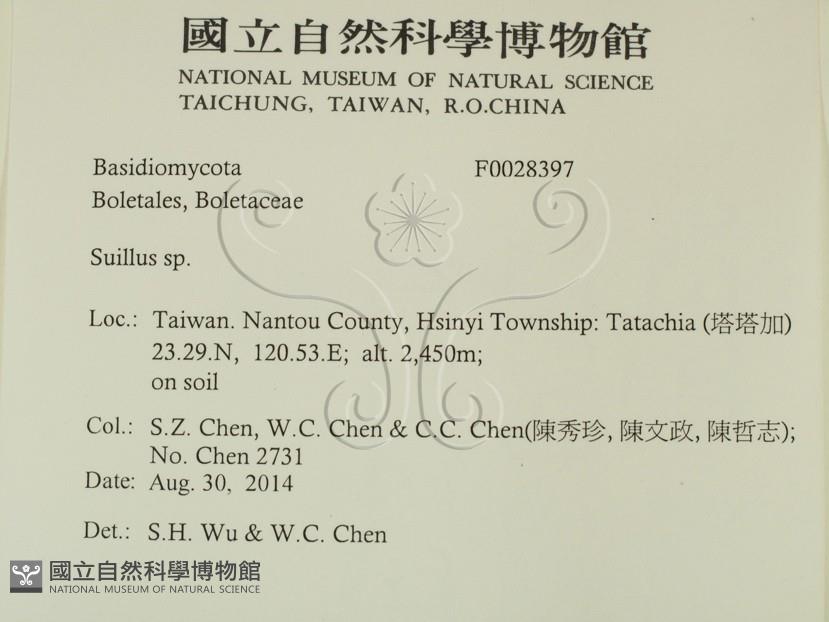 國立自然科學博物館
NATIONAL MUSEUM OF NATURAL SCIENCE
TAICHUNG, TAIWAN, R.O.CHINA
Basidiomycota F0028397
Boletales, Boletaceae
Suillus sp.
Loc.: Taiwan. Nantou County, Hsinyi Township: Tatachia (塔塔加)
23.29.N, 120.53.E; alt. 2,450m;
on soil
Col.: S.Z. Chen, W.C. Chen & C.C. Chen(陳秀珍, 陳文政, 陳哲志);
No. Chen 2731
Date: Aug. 30, 2014
Det.: S.H. Wu & W.C. Chen
國立自然科學博物館
NATIONAL MUSEUM OF NATURAL SCIENCE